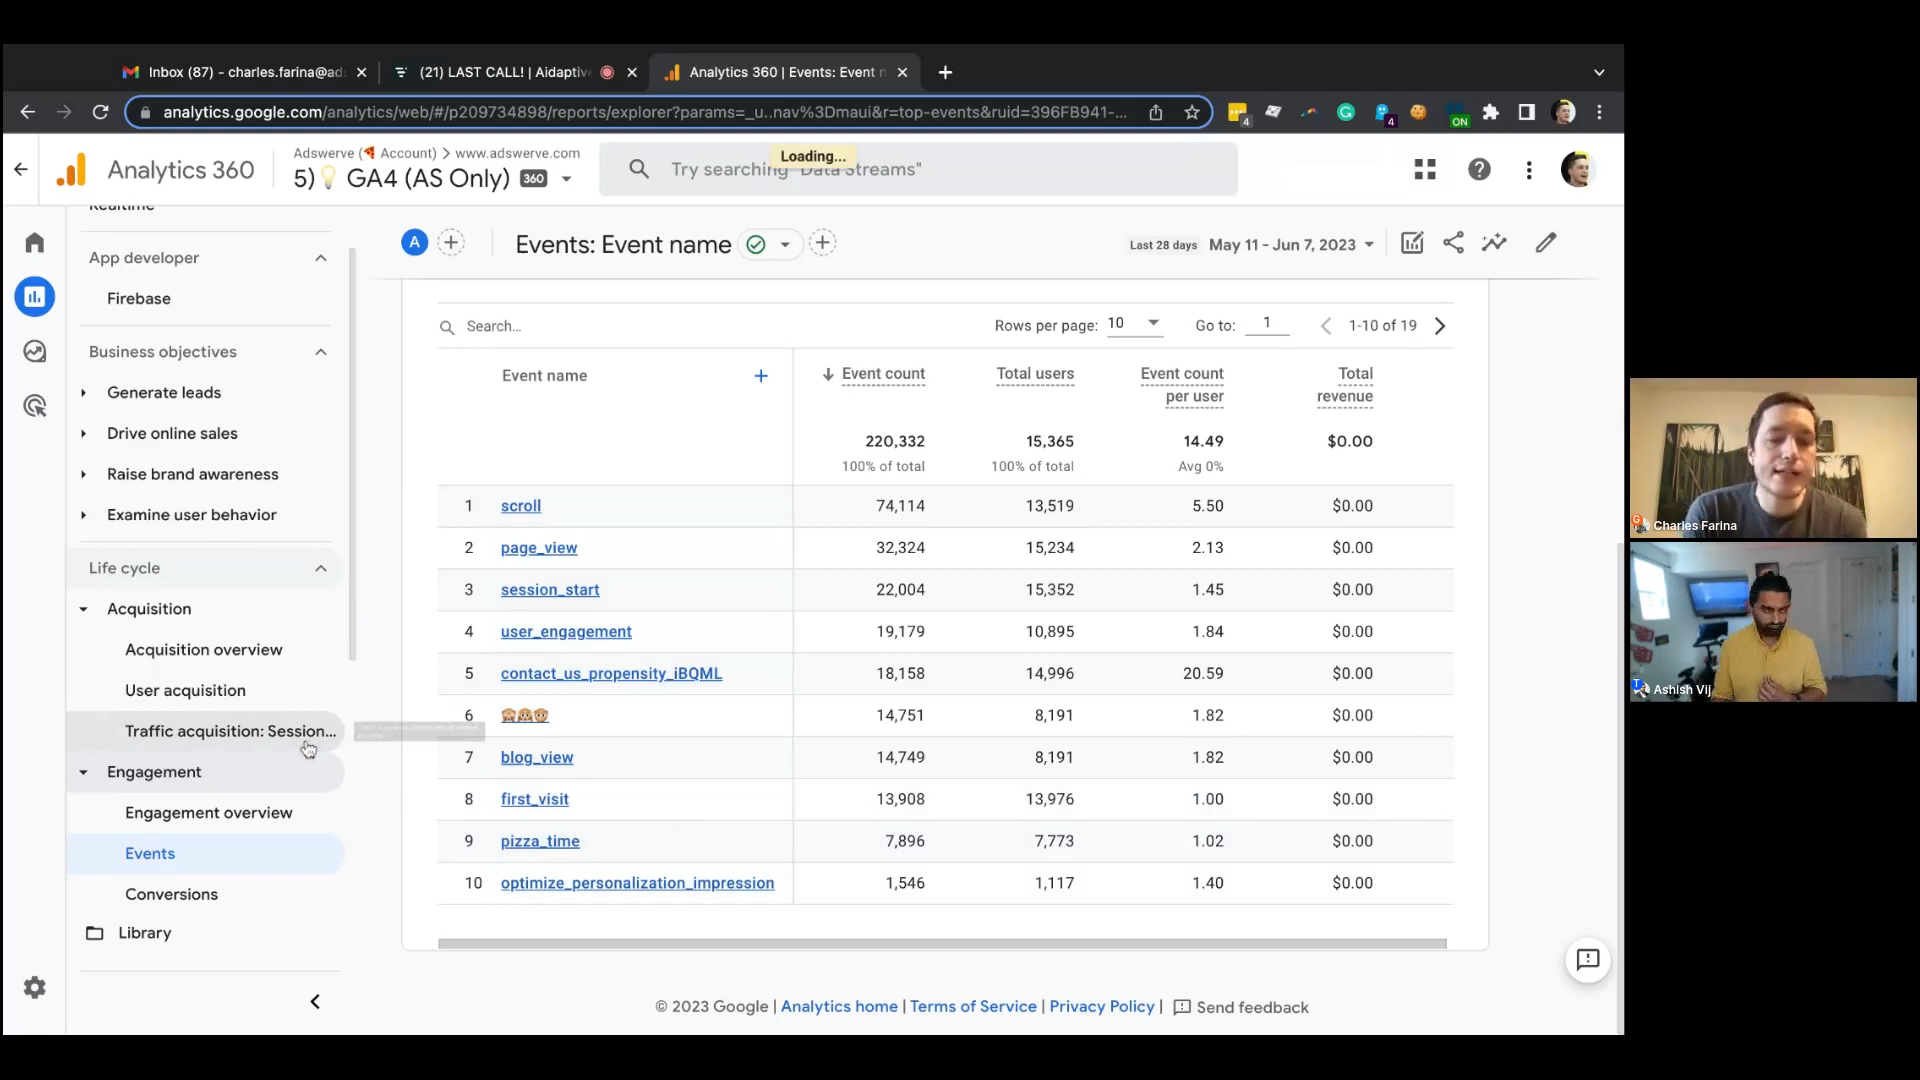 Inbox (87) - charles.farina@ad
(21) LAST CALL! | Aidaptiv
Analytics 360 | Events: Event n
analytics.google.com/analytics/web/#/p209734898/reports/explorer?params=_u..nav%3Dmaui&r=top-events&ruid=396FB941-...
4
4
ON
Analytics 360
Adswerve (🍕 Account) > www.adswerve.com
5)💡 GA4 (AS Only) 360
Try searching "Data Streams"
Loading...
Realtime
App developer
Firebase
Business objectives
Generate leads
Drive online sales
Raise brand awareness
Examine user behavior
Life cycle
Acquisition
Acquisition overview
User acquisition
Traffic acquisition: Session...
Engagement
Engagement overview
Events
Conversions
Library
A
Events: Event name
Last 28 days May 11 - Jun 7, 2023
Search...
Rows per page: 10
Go to: 1
1-10 of 19
Event name
Event count
Total users
Event count per user
Total revenue
220,332 15,365 14.49 $0.00
100% of total 100% of total Avg 0%
1 scroll 74,114 13,519 5.50 $0.00
2 page_view 32,324 15,234 2.13 $0.00
3 session_start 22,004 15,352 1.45 $0.00
4 user_engagement 19,179 10,895 1.84 $0.00
5 contact_us_propensity_iBQML 18,158 14,996 20.59 $0.00
6 🙈🙉🙊 14,751 8,191 1.82 $0.00
7 blog_view 14,749 8,191 1.82 $0.00
8 first_visit 13,908 13,976 1.00 $0.00
9 pizza_time 7,896 7,773 1.02 $0.00
10 optimize_personalization_impression 1,546 1,117 1.40 $0.00
© 2023 Google | Analytics home | Terms of Service | Privacy Policy | Send feedback
Charles Farina
Ashish Vij